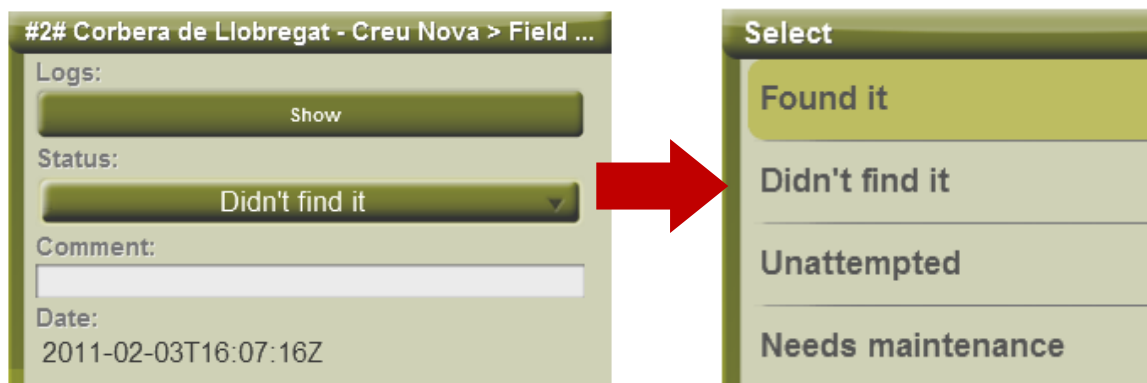 #2# Corbera de Llobregat - Creu Nova > Field ...
Logs:
Show
Status:
Didn't find it
Comment:
Date:
2011-02-03T16:07:16Z
Select
Found it
Didn't find it
Unattempted
Needs maintenance